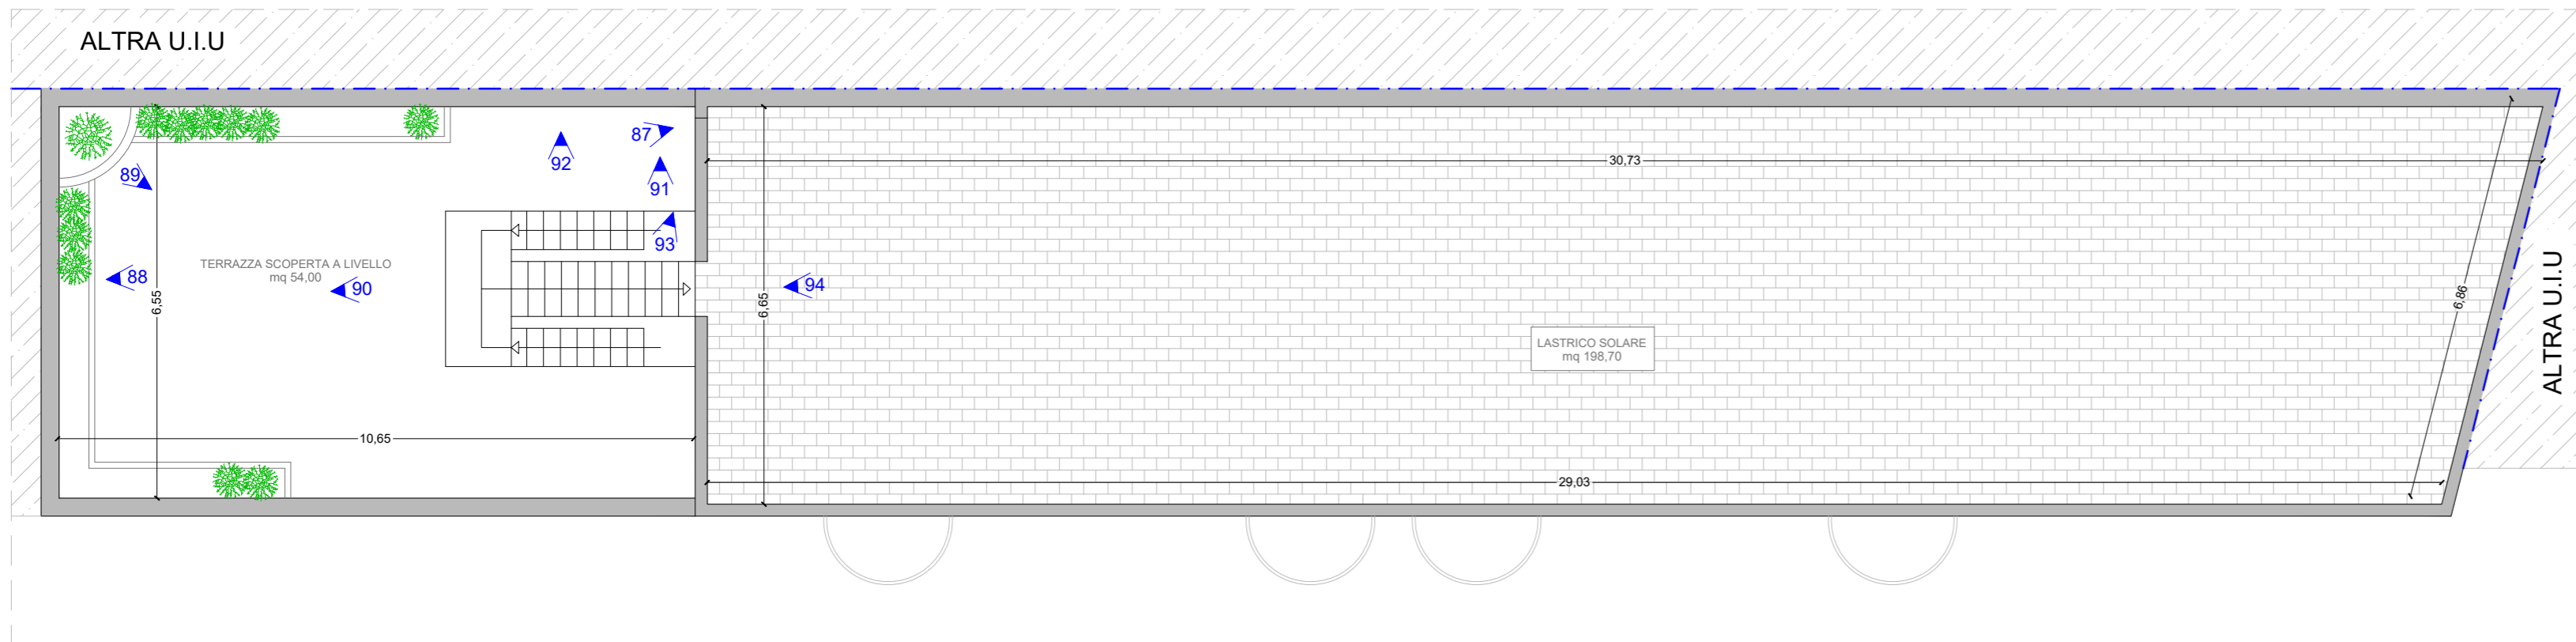 ALTRA U.I.U
87
92
91
89
30,73
93
TERRAZZA SCOPERTA A LIVELLO
mq 54,00
88
90
94
6,55
6,65
6,86
ALTRA U.I.U
LASTRICO SOLARE
mq 198,70
10,65
29,03